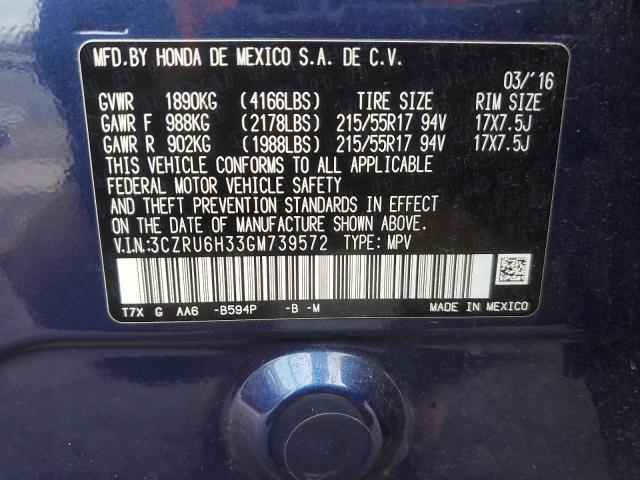 MFD.BY HONDA DE MEXICO S.A. DE C.V.
03/'16
GVWR 1890KG (4166LBS) TIRE SIZE RIM SIZE
GAWR F 988KG (2178LBS) 215/55R17 94V 17X7.5J
GAWR R 902KG (1988LBS) 215/55R17 94V 17X7.5J
THIS VEHICLE CONFORMS TO ALL APPLICABLE
FEDERAL MOTOR VEHICLE SAFETY
AND THEFT PREVENTION STANDARDS IN EFFECT
ON THE DATE OF MANUFACTURE SHOWN ABOVE.
V.I.N.:3CZRU6H33GM739572 TYPE: MPV
T7X G AA6 -B594P -B -M MADE IN MEXICO